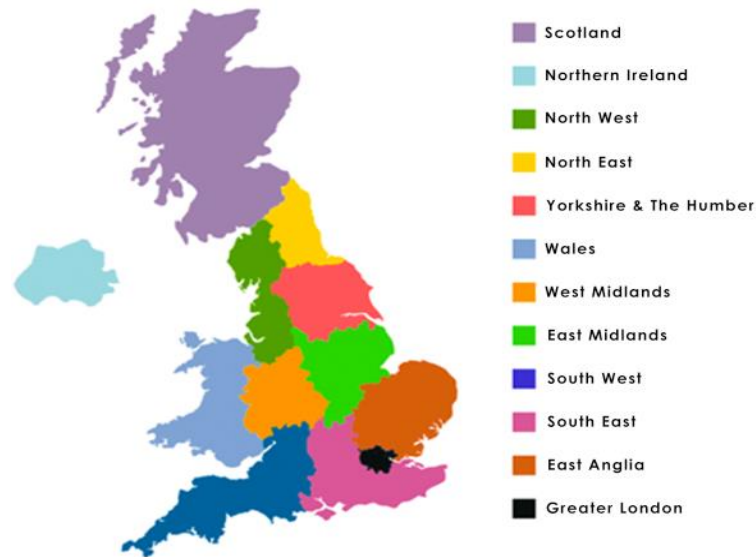 Scotland
Northern Ireland
North West
North East
Yorkshire & The Humber
Wales
West Midlands
East Midlands
South West
South East
East Anglia
Greater London